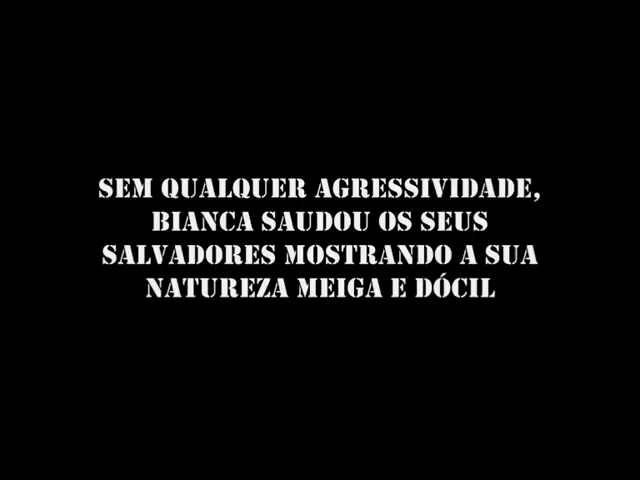 SEM QUALQUER AGRESSIVIDADE,
BIANCA SAUDOU OS SEUS
SALVADORES MOSTRANDO A SUA
NATUREZA MEIGA E DÓCIL